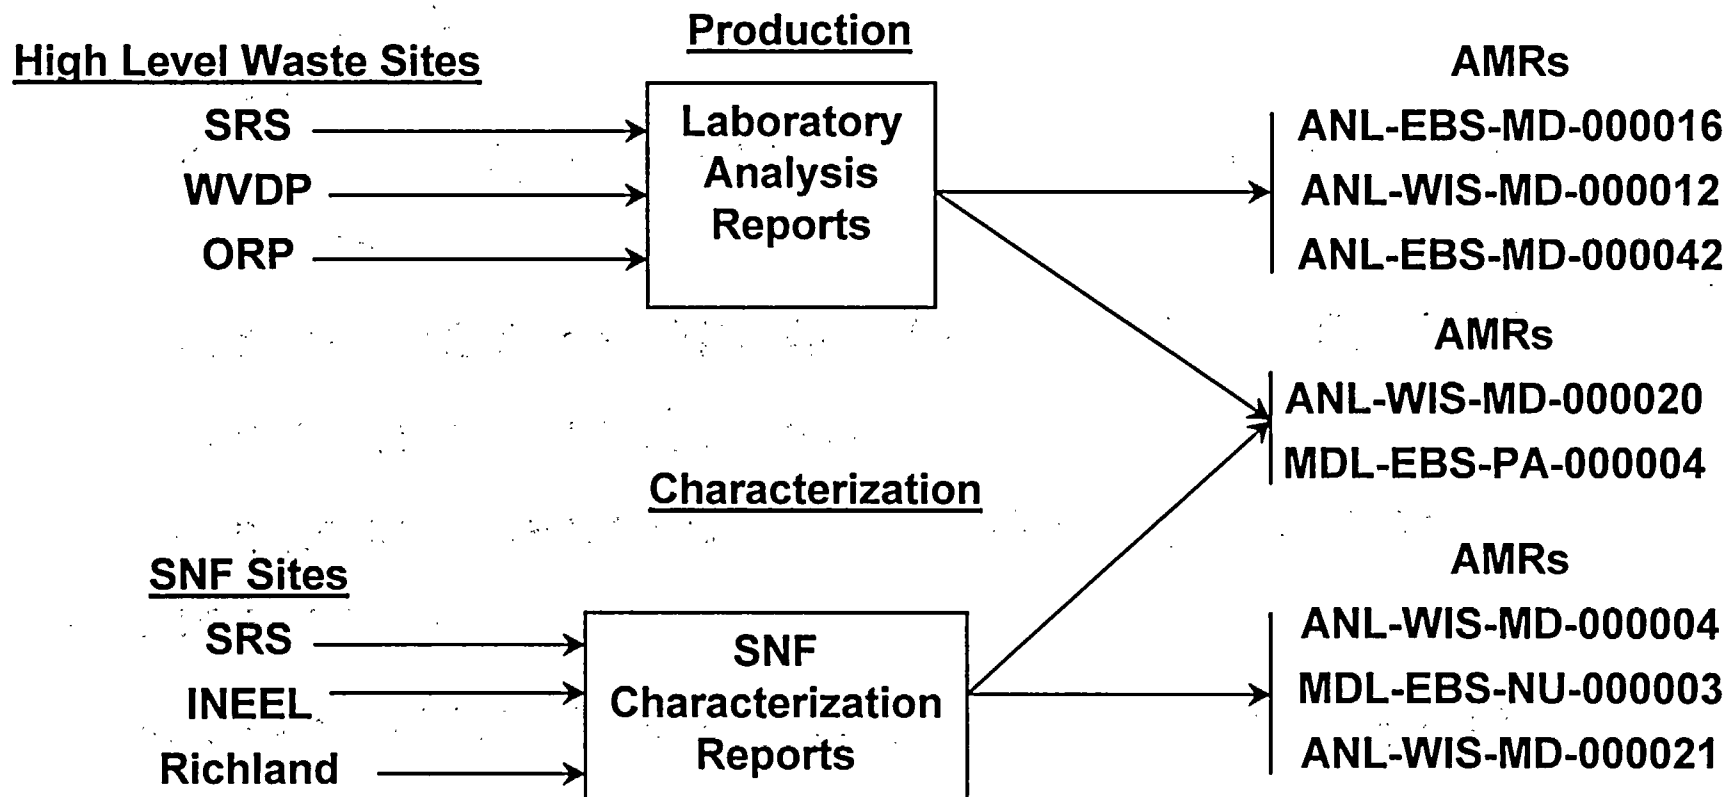 Production
High Level Waste Sites
SRS
WVDP
ORP
Laboratory
Analysis
Reports
AMRs
ANL-EBS-MD-000016
ANL-WIS-MD-000012
ANL-EBS-MD-000042
AMRs
ANL-WIS-MD-000020
MDL-EBS-PA-000004
Characterization
SNF Sites
SRS
INEEL
Richland
SNF
Characterization
Reports
AMRs
ANL-WIS-MD-000004
MDL-EBS-NU-000003
ANL-WIS-MD-000021